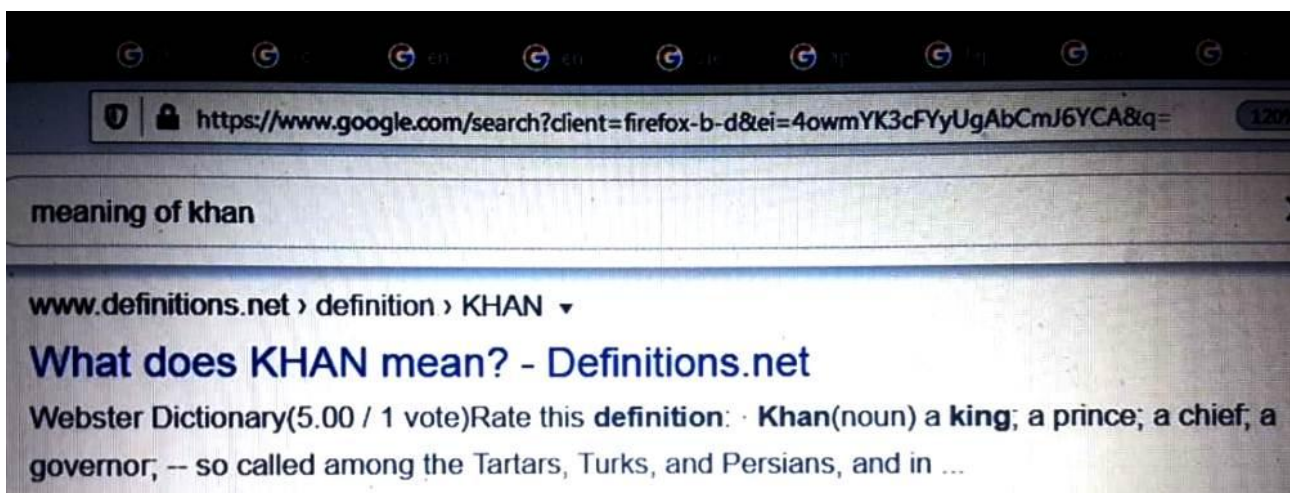 https://www.google.com/search?client=firefox-b-d&ei=4owmYK3cFYyUgAbCmJ6YCA&q=
meaning of khan
www.definitions.net › definition › KHAN
What does KHAN mean? - Definitions.net
Webster Dictionary(5.00 / 1 vote)Rate this definition: · Khan(noun) a king; a prince; a chief; a
governor; -- so called among the Tartars, Turks, and Persians, and in ...